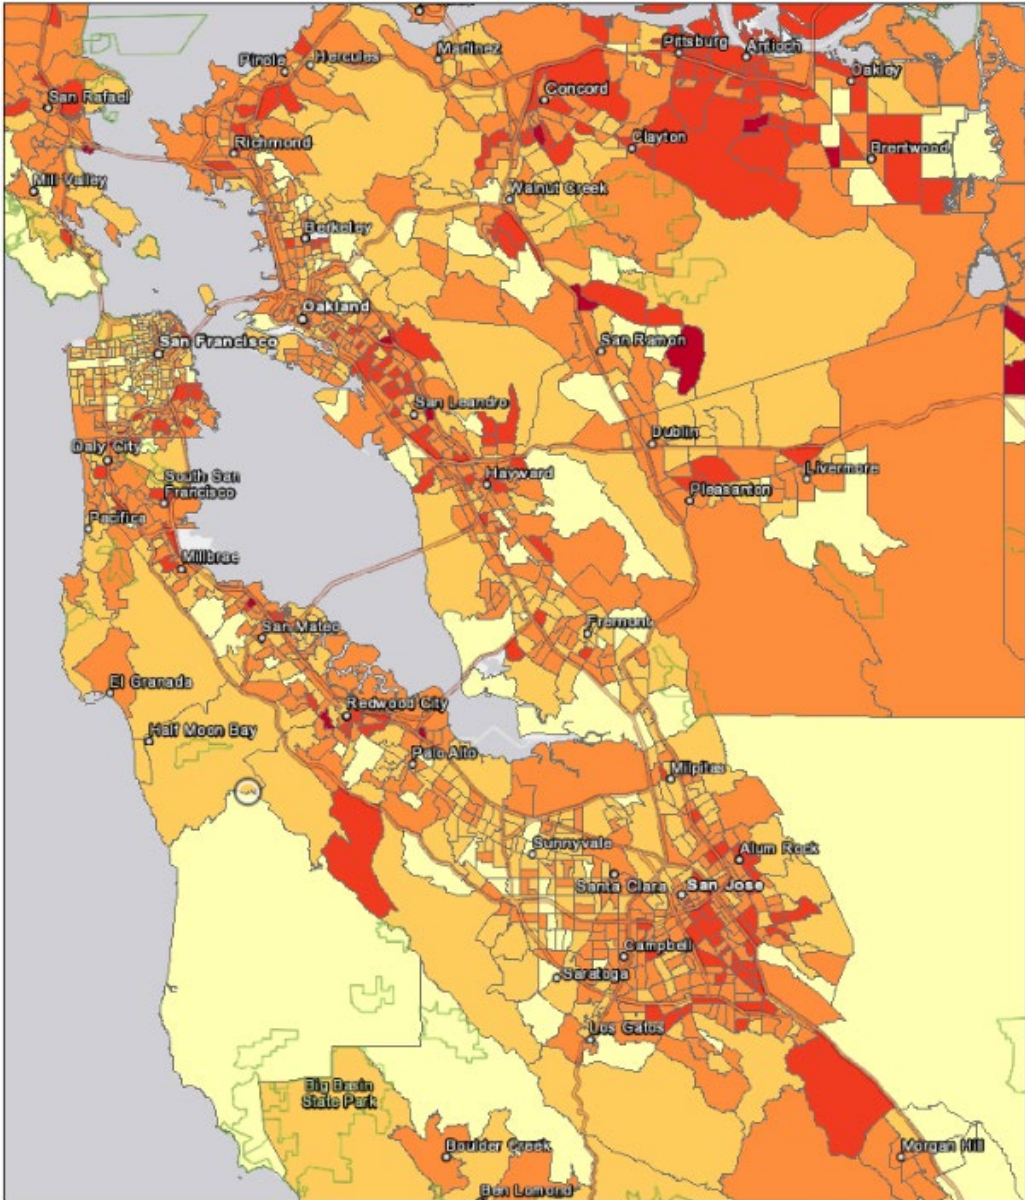 Martinez
Pittsburg
Antioch
Pinole
Hercules
Oakley
San Rafael
Concord
Richmond
Clayton
Brentwood
Mill Valley
Walnut Creek
Berkeley
Oakland
San Francisco
San Ramon
San Leandro
Dublin
Daly City
Hayward
Livermore
South San
Francisco
Pleasanton
Pacifica
Millbrae
San Mateo
Fremont
El Granada
Redwood City
Half Moon Bay
Palo Alto
Milpitas
Sunnyvale
Alum Rock
Santa Clara
San Jose
Campbell
Saratoga
Los Gatos
Big Basin
State Park
Boulder Creek
Morgan Hill
Ben Lomond